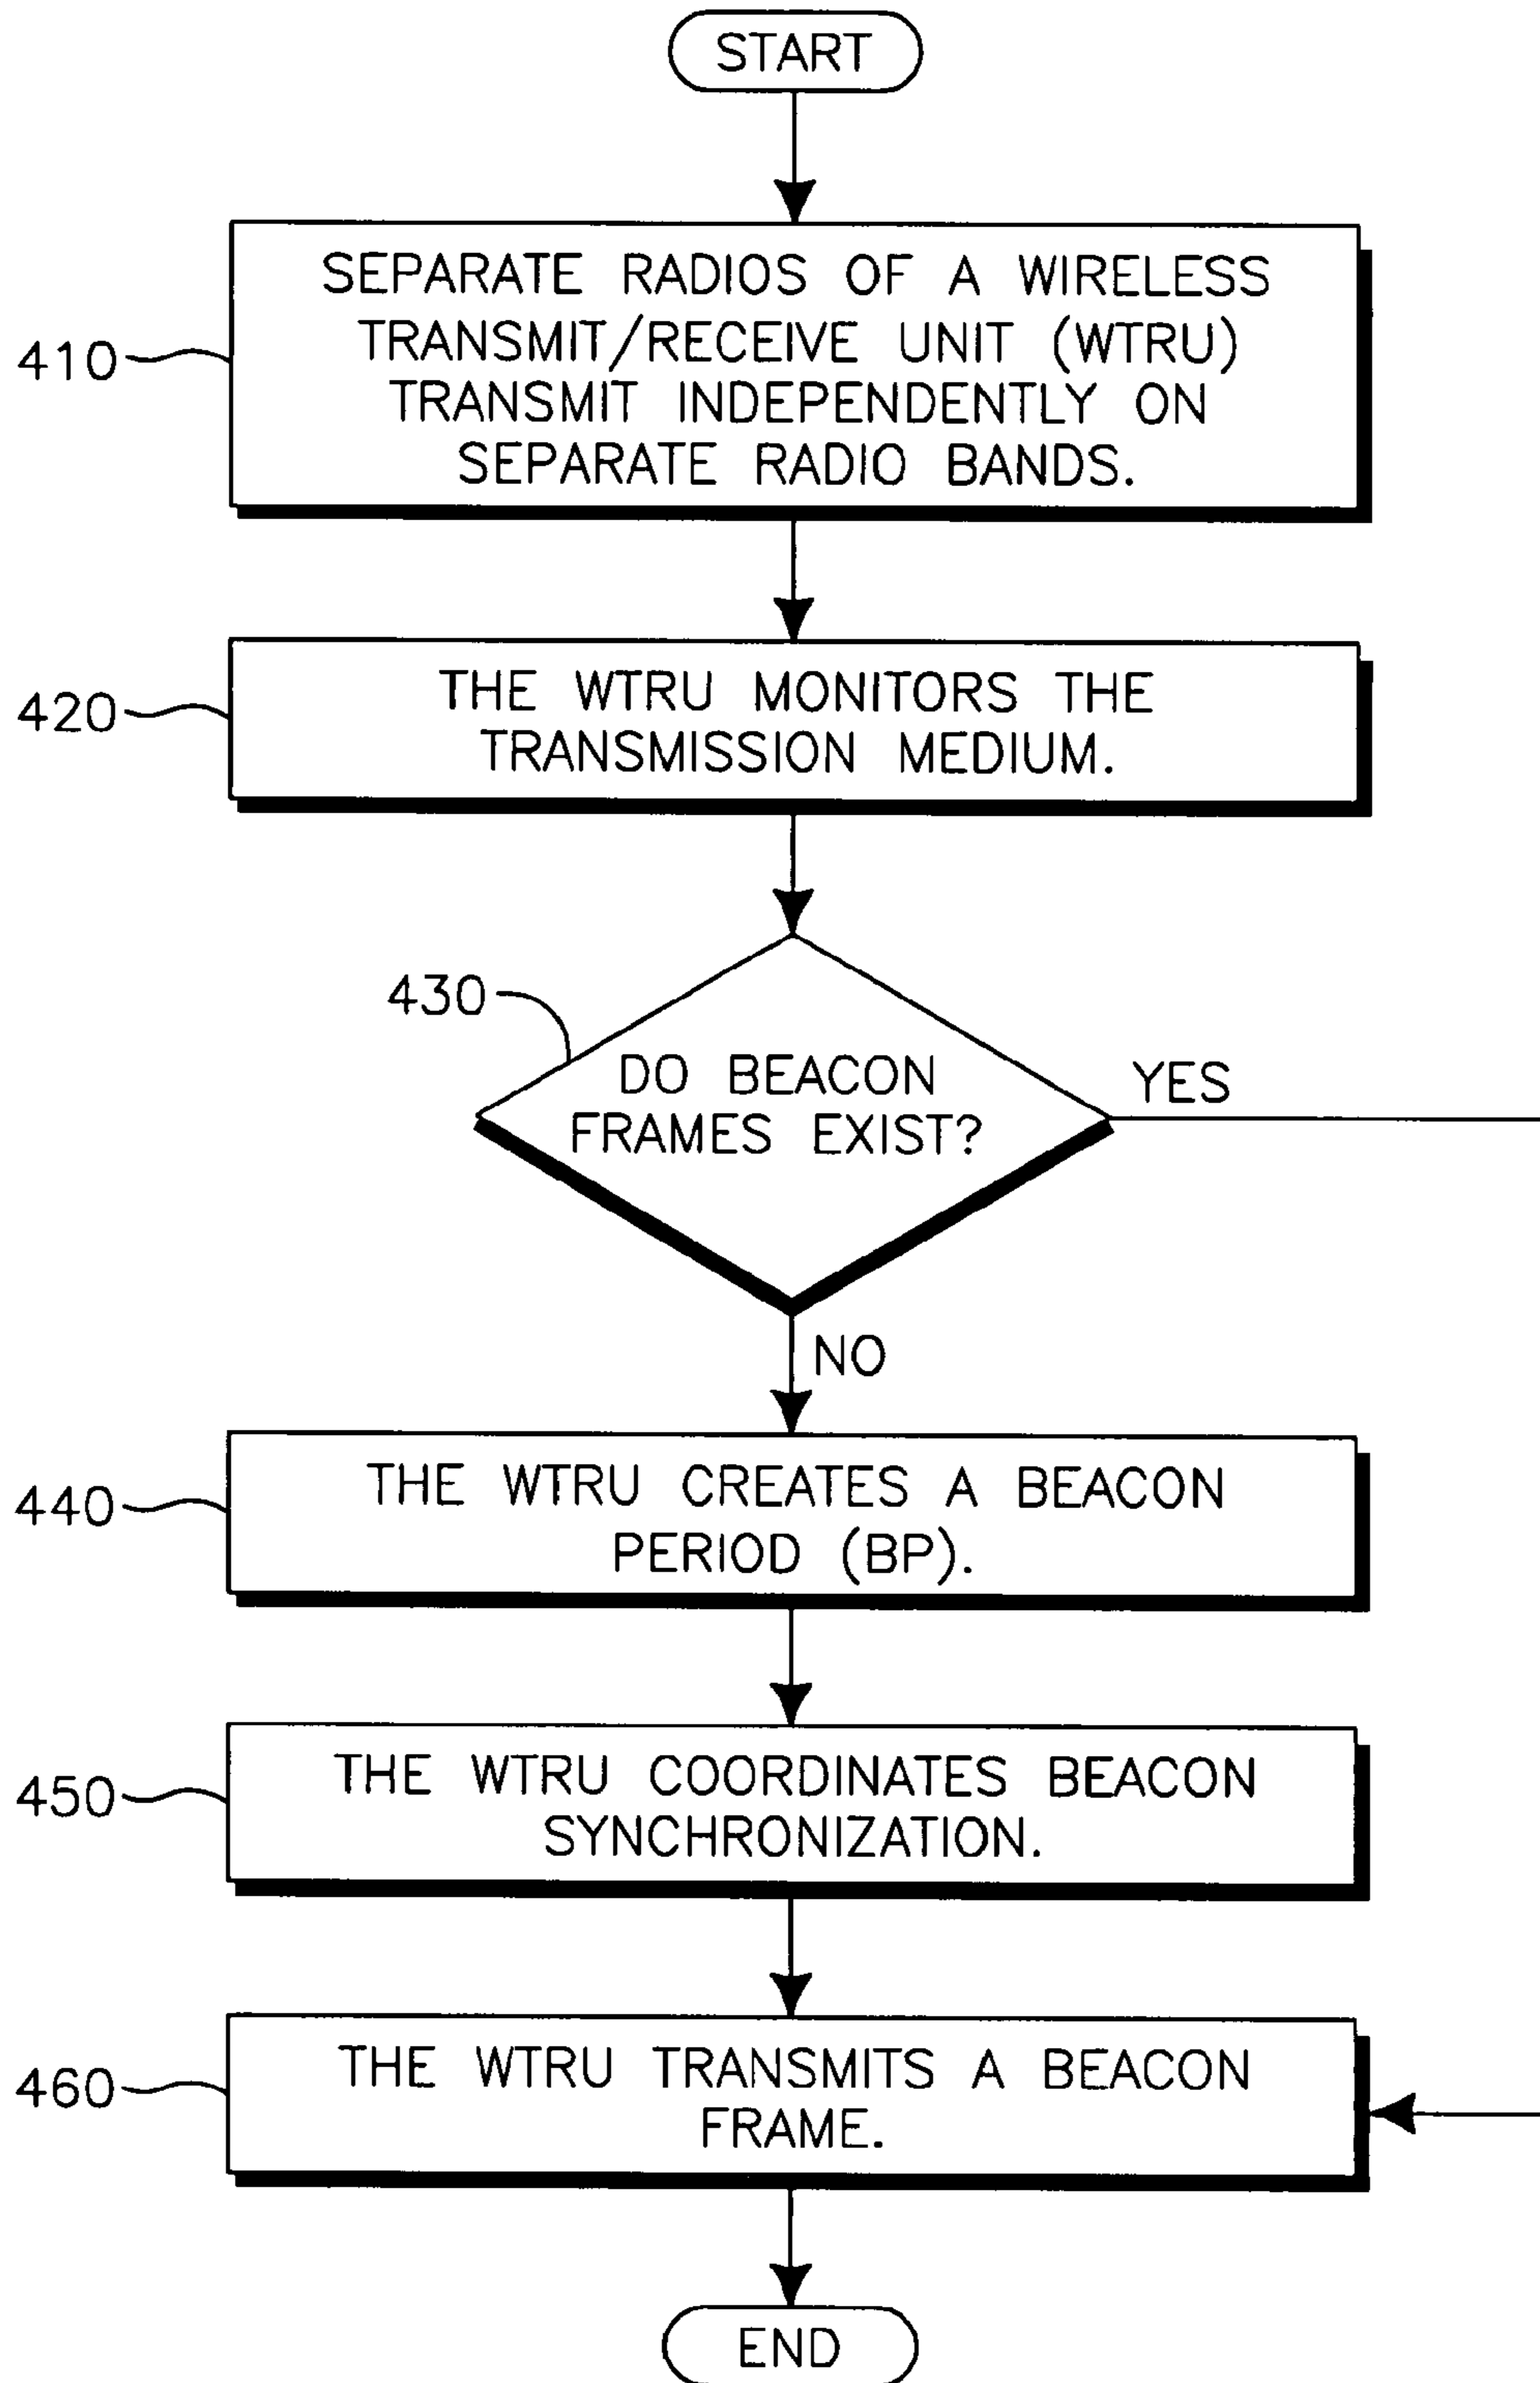 START
410
SEPARATE RADIOS OF A WIRELESS
TRANSMIT/RECEIVE UNIT (WTRU)
TRANSMIT INDEPENDENTLY ON
SEPARATE RADIO BANDS.
420
THE WTRU MONITORS THE
TRANSMISSION MEDIUM.
430
DO BEACON
FRAMES EXIST?
YES
NO
440
THE WTRU CREATES A BEACON
PERIOD (BP).
450
THE WTRU COORDINATES BEACON
SYNCHRONIZATION.
460
THE WTRU TRANSMITS A BEACON
FRAME.
END